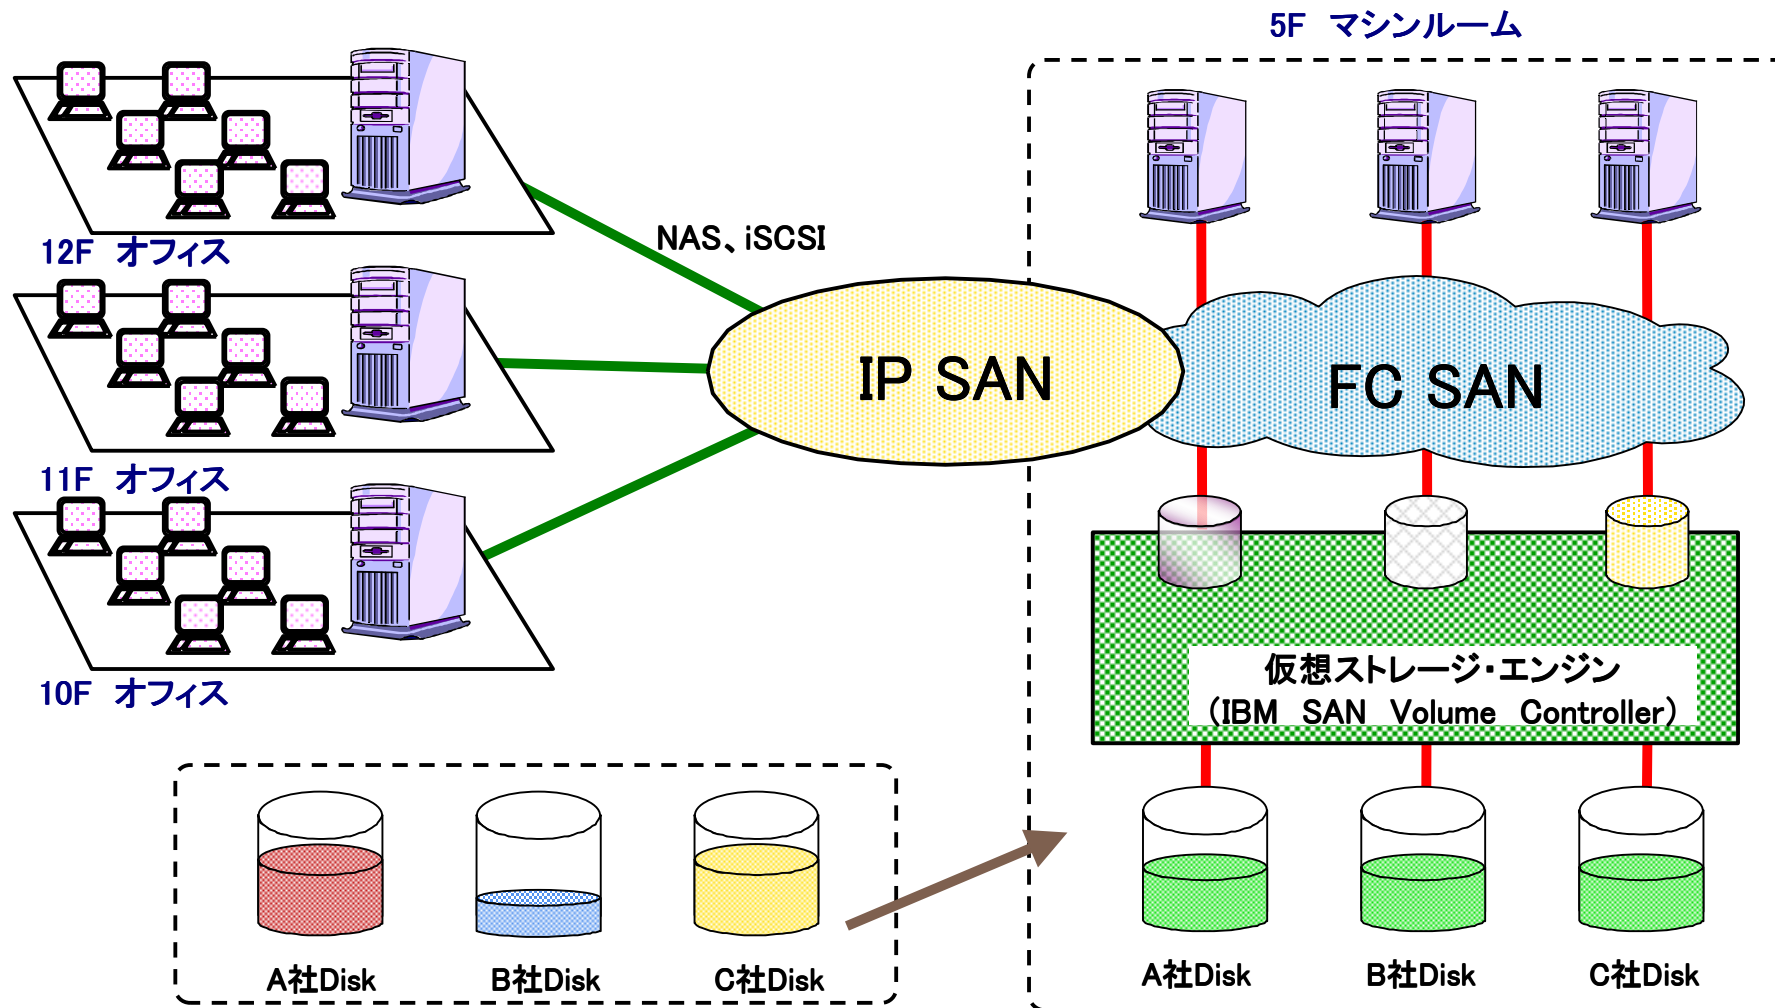 5F マシンルーム
12F オフィス
NAS、iSCSI
IP SAN
FC SAN
11F オフィス
10F オフィス
仮想ストレージ・エンジン
（IBM SAN Volume Controller）
A社Disk
B社Disk
C社Disk
A社Disk
B社Disk
C社Disk